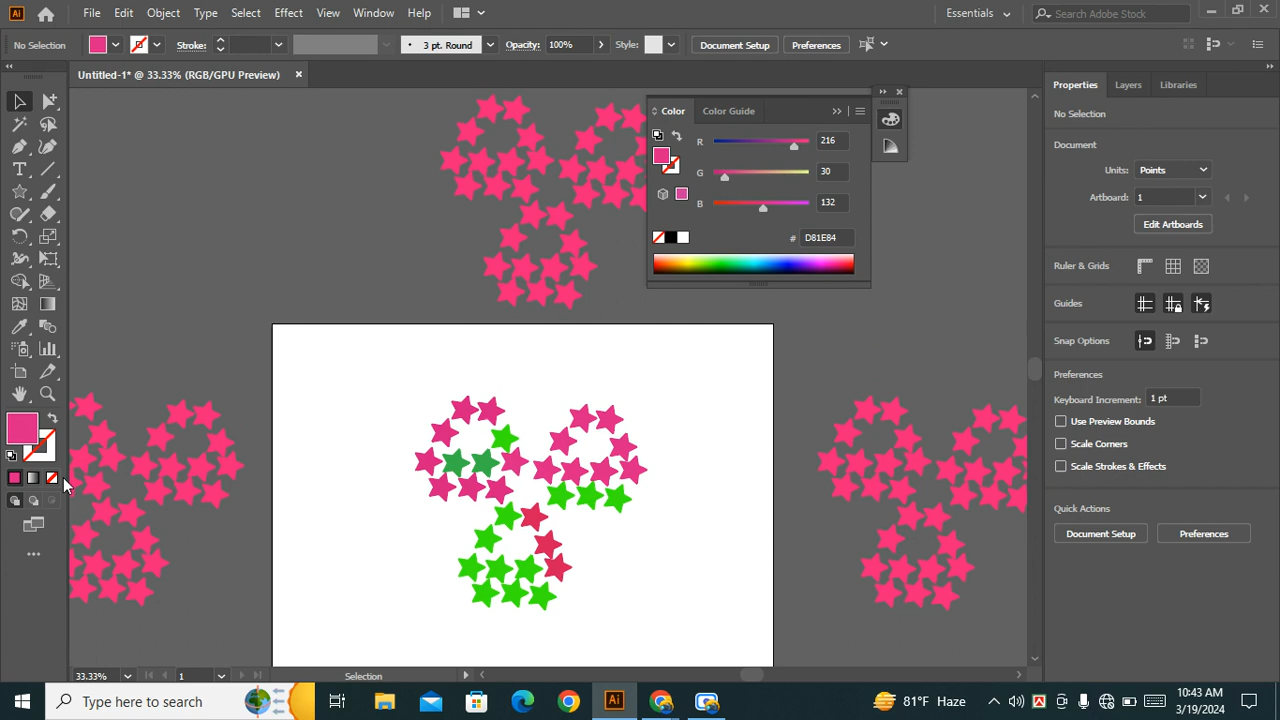 Ai File Edit Object Type Select Effect View Window Help Essentials Search Adobe Stock
No Selection Stroke: 3 pt. Round Opacity: 100% Style: Document Setup Preferences
Untitled-1* @ 33.33% (RGB/GPU Preview)
Color Color Guide
R 216
G 30
B 132
# D81E84
Properties Layers Libraries
No Selection
Document
Units: Points
Artboard: 1
Edit Artboards
Ruler & Grids
Guides
Snap Options
Preferences
Keyboard Increment: 1 pt
Use Preview Bounds
Scale Corners
Scale Strokes & Effects
Quick Actions
Document Setup Preferences
33.33% 1 Selection
Type here to search Ai 81°F Haze 6:43 AM
3/19/2024